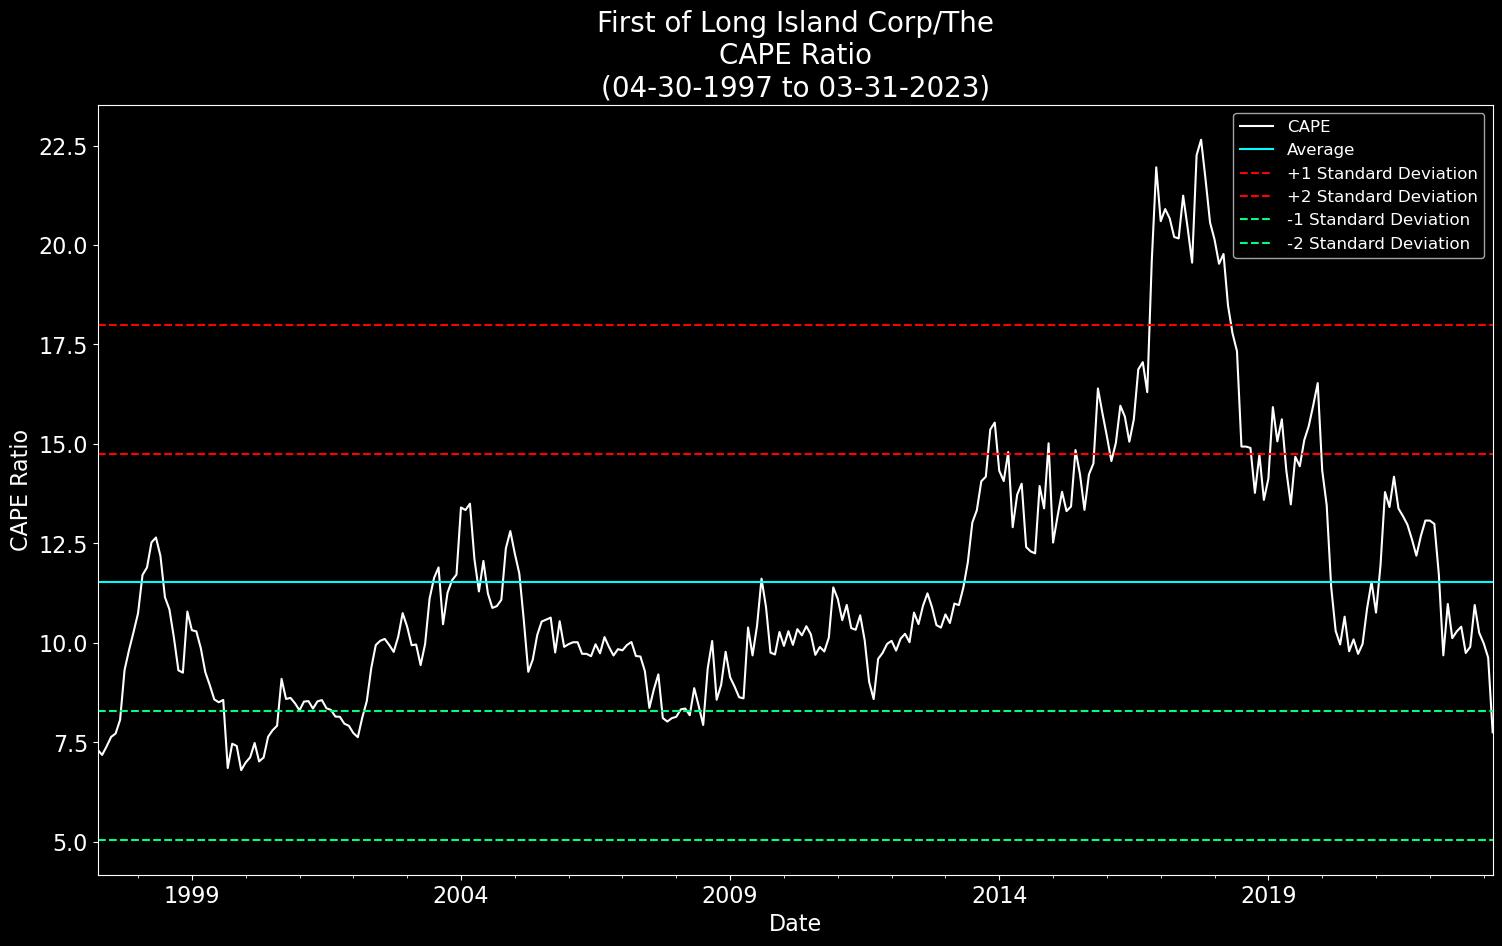 First of Long Island Corp/The
CAPE Ratio
(04-30-1997 to 03-31-2023)
CAPE
Average
+1 Standard Deviation
+2 Standard Deviation
-1 Standard Deviation
-2 Standard Deviation
CAPE Ratio
22.5
20.0
17.5
15.0
12.5
10.0
7.5
5.0
1999
2004
2009
2014
2019
Date